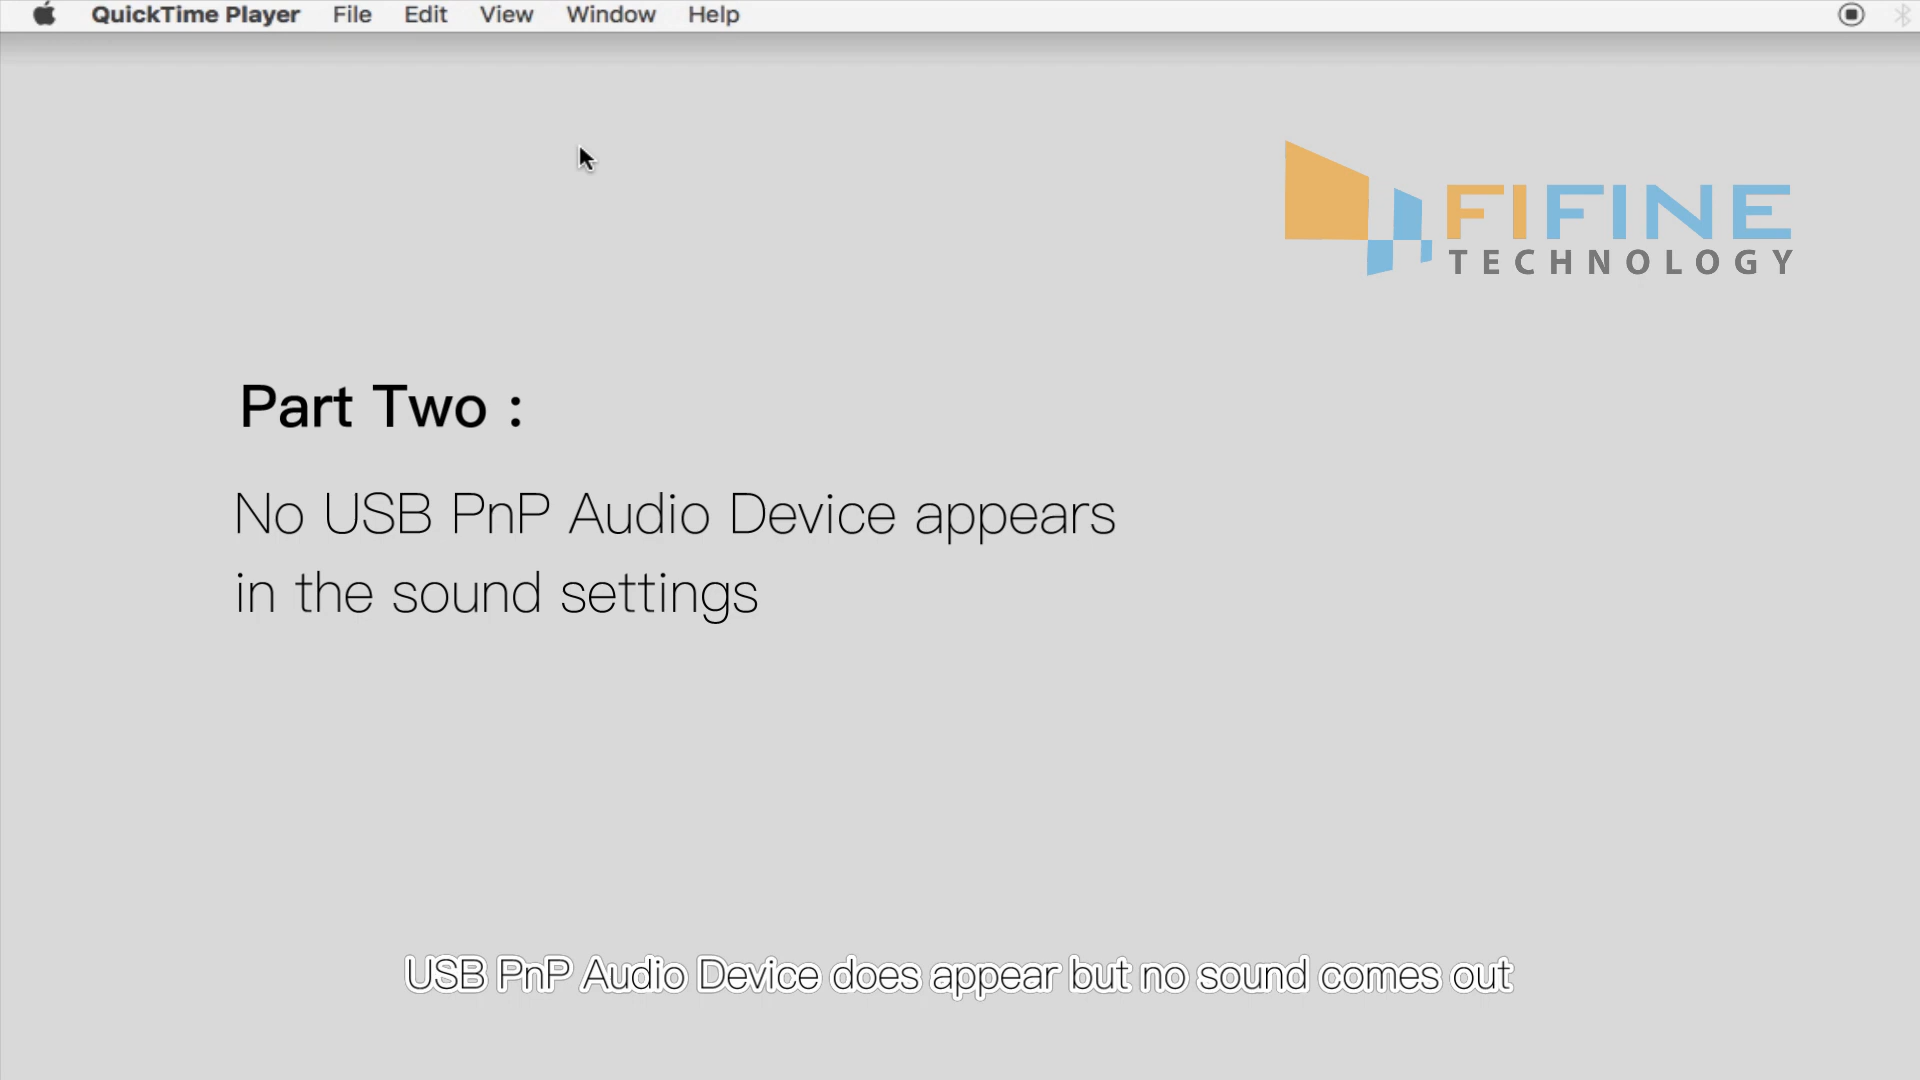 QuickTime Player File Edit View Window Help
FIFINE
TECHNOLOGY
Part Two :
No USB PnP Audio Device appears
in the sound settings
USB PnP Audio Device does appear but no sound comes out